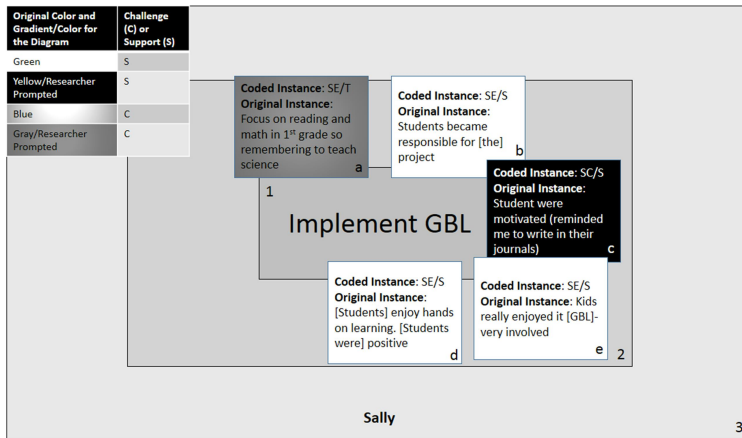 Original Color and
Gradient/Color for
the Diagram
Challenge
(C) or
Support (S)
Green
S
Yellow/Researcher
Prompted
S
Blue
C
Gray/Researcher
Prompted
C
Coded Instance: SE/T
Original Instance:
Focus on reading and
math in 1st grade so
remembering to teach
science
a
Coded Instance: SE/S
Original Instance:
Students became
responsible for [the]
project
b
Coded Instance: SC/S
Original Instance:
Student were
motivated (reminded
me to write in their
journals)
c
1
Implement GBL
Coded Instance: SE/S
Original Instance:
[Students] enjoy hands
on learning. [Students
were] positive
d
Coded Instance: SE/S
Original Instance: Kids
really enjoyed it [GBL]-
very involved
e
2
Sally
3